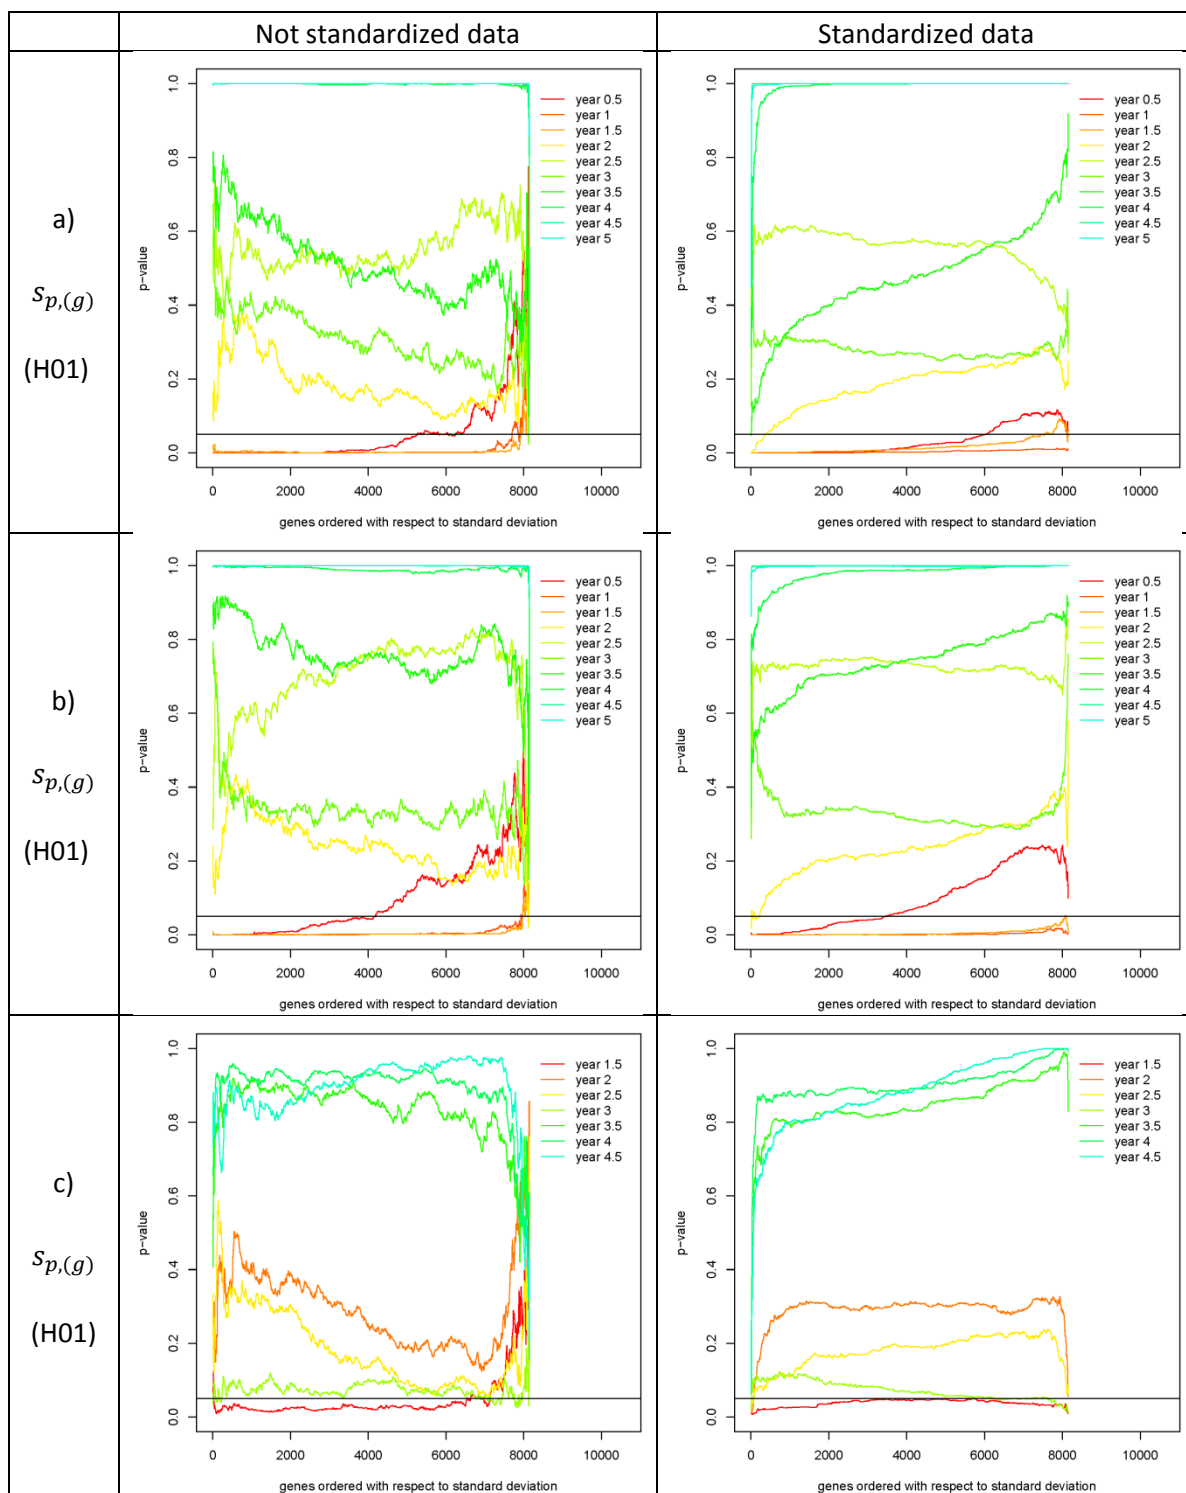 Not standardized data
Standardized data
a)
s_{p,(g)}
(H01)
p-value
0.0 0.2 0.4 0.6 0.8 1.0
year 0.5
year 1
year 1.5
year 2
year 2.5
year 3
year 3.5
year 4
year 4.5
year 5
0 2000 4000 6000 8000 10000
genes ordered with respect to standard deviation
p-value
0.0 0.2 0.4 0.6 0.8 1.0
year 0.5
year 1
year 1.5
year 2
year 2.5
year 3
year 3.5
year 4
year 4.5
year 5
0 2000 4000 6000 8000 10000
genes ordered with respect to standard deviation
b)
s_{p,(g)}
(H01)
p-value
0.0 0.2 0.4 0.6 0.8 1.0
year 0.5
year 1
year 1.5
year 2
year 2.5
year 3
year 3.5
year 4
year 4.5
year 5
0 2000 4000 6000 8000 10000
genes ordered with respect to standard deviation
p-value
0.0 0.2 0.4 0.6 0.8 1.0
year 0.5
year 1
year 1.5
year 2
year 2.5
year 3
year 3.5
year 4
year 4.5
year 5
0 2000 4000 6000 8000 10000
genes ordered with respect to standard deviation
c)
s_{p,(g)}
(H01)
p-value
0.0 0.2 0.4 0.6 0.8 1.0
year 1.5
year 2
year 2.5
year 3
year 3.5
year 4
year 4.5
0 2000 4000 6000 8000 10000
genes ordered with respect to standard deviation
p-value
0.0 0.2 0.4 0.6 0.8 1.0
year 1.5
year 2
year 2.5
year 3
year 3.5
year 4
year 4.5
0 2000 4000 6000 8000 10000
genes ordered with respect to standard deviation